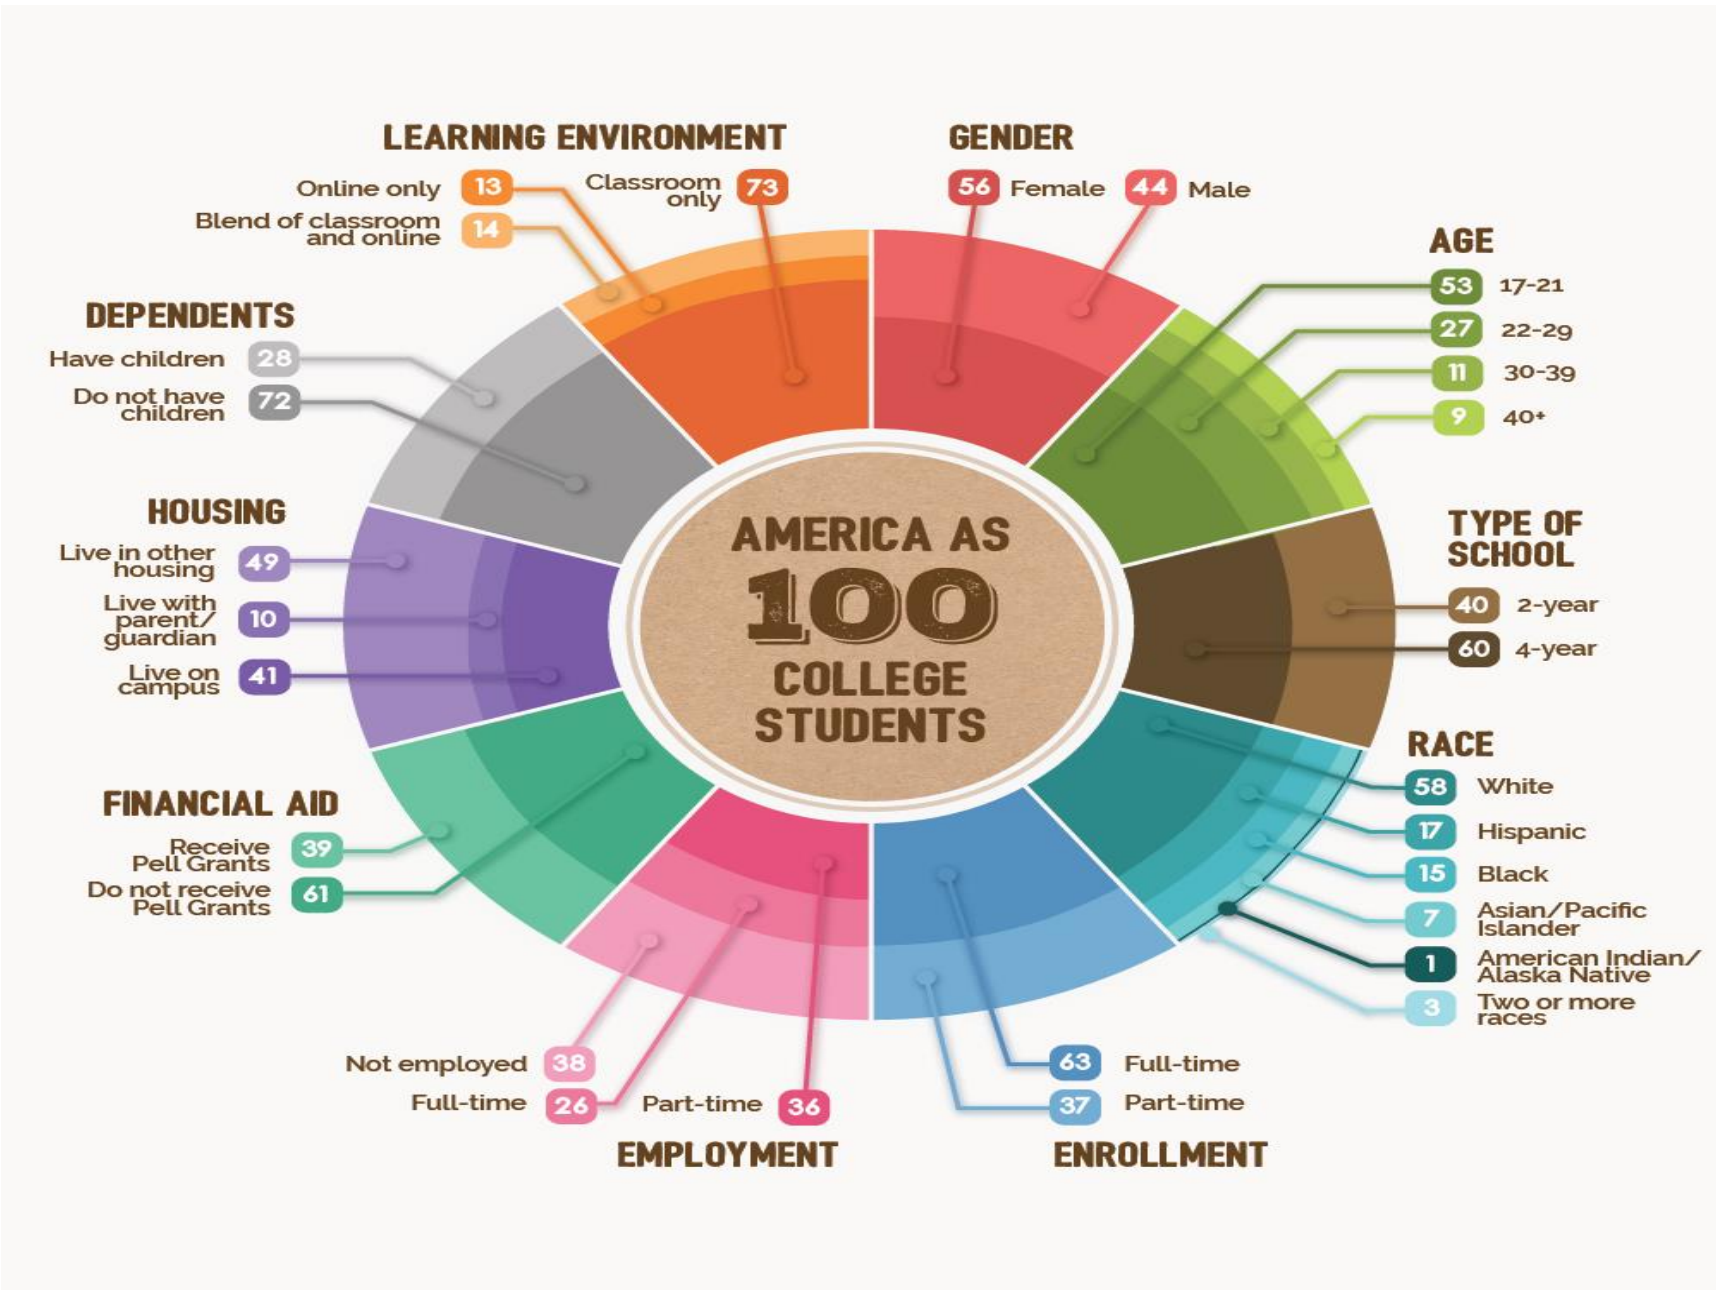 LEARNING ENVIRONMENT
Online only 13
Blend of classroom
and online 14
Classroom
only 73
GENDER
56 Female 44 Male
AGE
53 17-21
27 22-29
11 30-39
9 40+
DEPENDENTS
Have children 28
Do not have
children 72
HOUSING
Live in other
housing 49
Live with
parent/
guardian 10
Live on
campus 41
AMERICA AS
100
COLLEGE
STUDENTS
TYPE OF
SCHOOL
40 2-year
60 4-year
RACE
58 White
17 Hispanic
15 Black
7 Asian/Pacific
Islander
1 American Indian/
Alaska Native
3 Two or more
races
FINANCIAL AID
Receive
Pell Grants 39
Do not receive
Pell Grants 61
Not employed 38
Full-time 26
Part-time 36
EMPLOYMENT
63 Full-time
37 Part-time
ENROLLMENT